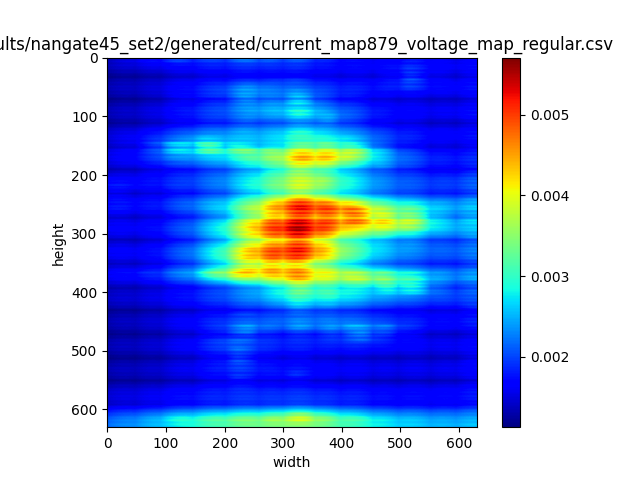 ults/nangate45_set2/generated/current_map879_voltage_map_regular.csv
0
100
200
300
400
500
600
height
0 100 200 300 400 500 600
width
0.005
0.004
0.003
0.002